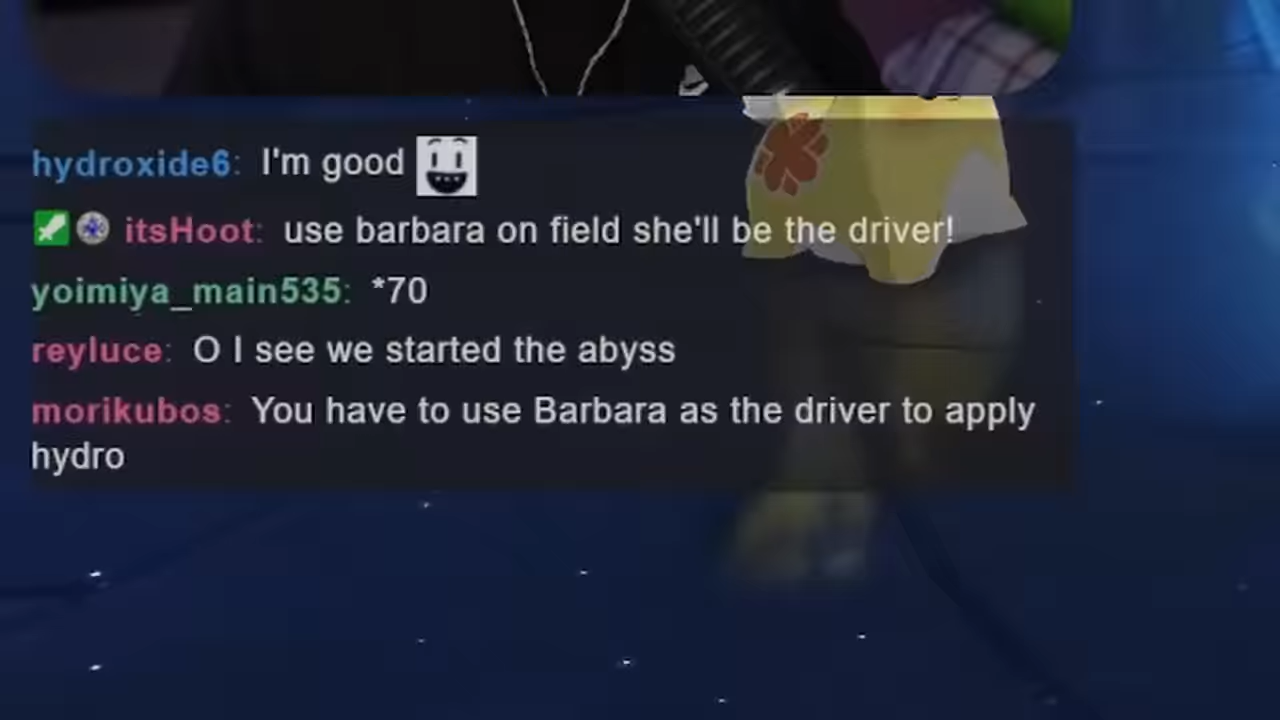 hydroxide6: I'm good
itsHoot: use barbara on field she'll be the driver!
yoimiya_main535: *70
reyluce: O I see we started the abyss
morikubos: You have to use Barbara as the driver to apply
hydro